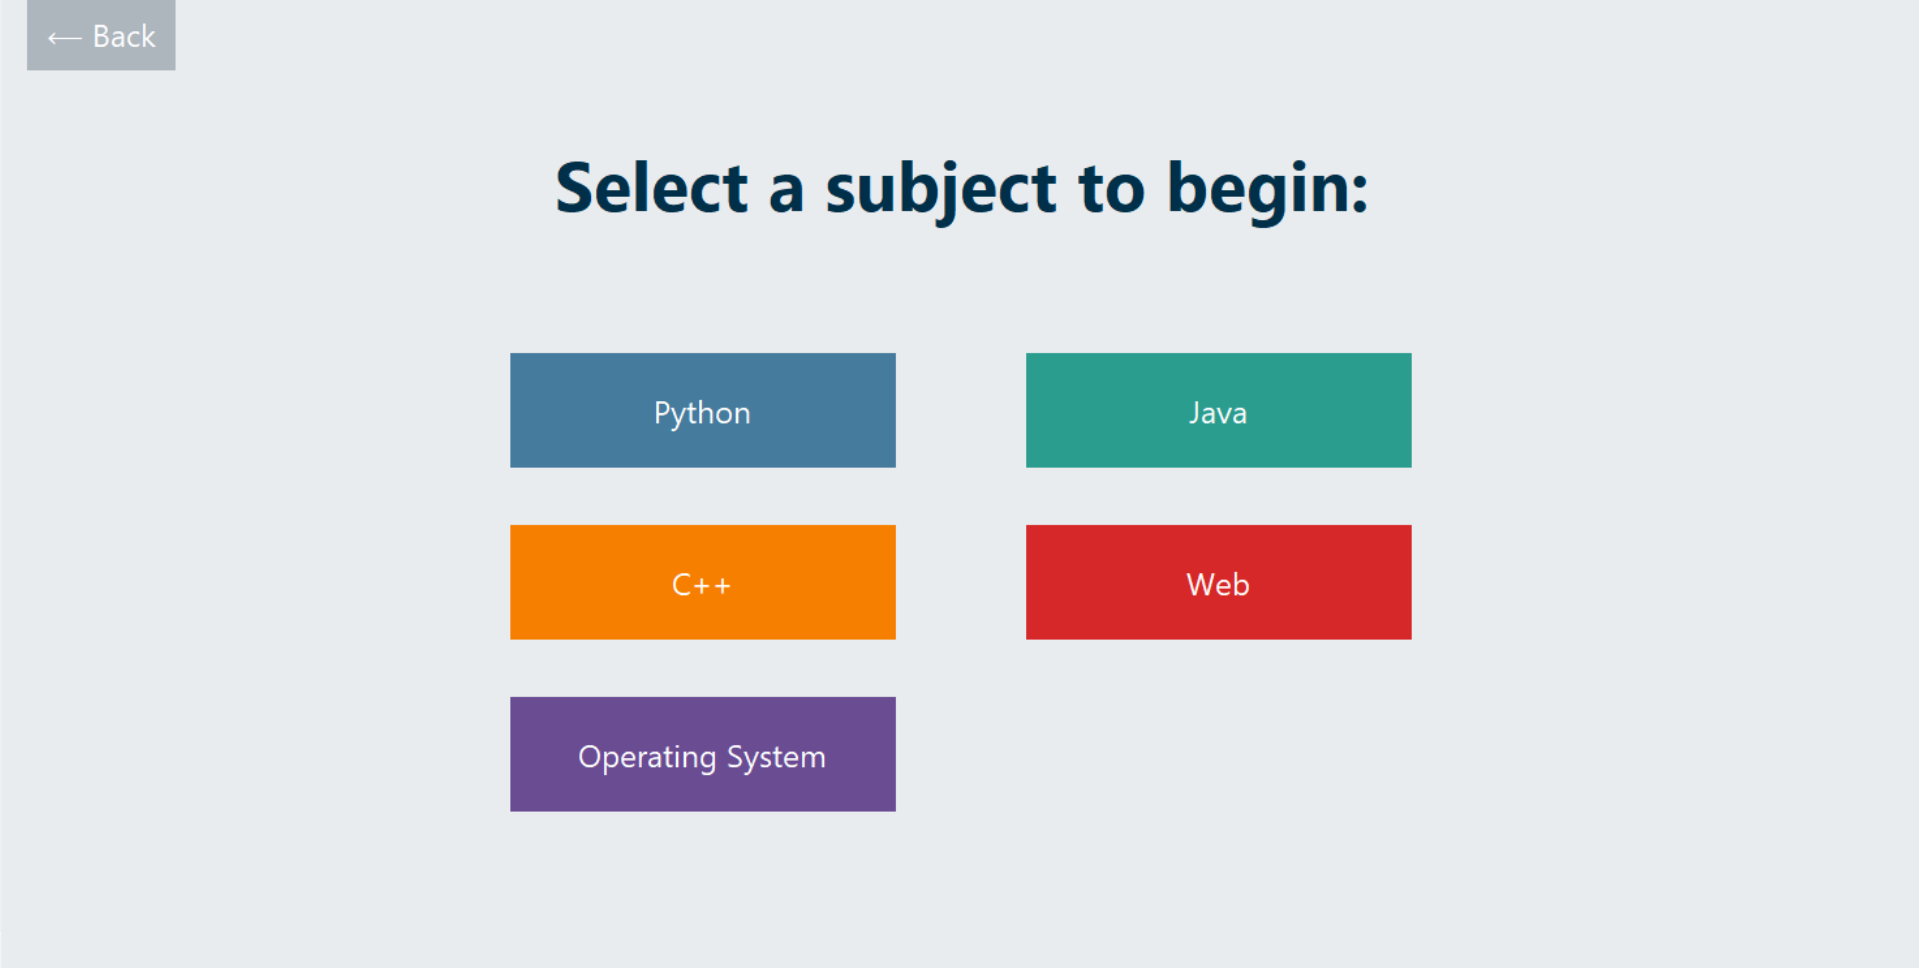 ⟵ Back
Select a subject to begin:
Python
Java
C++
Web
Operating System